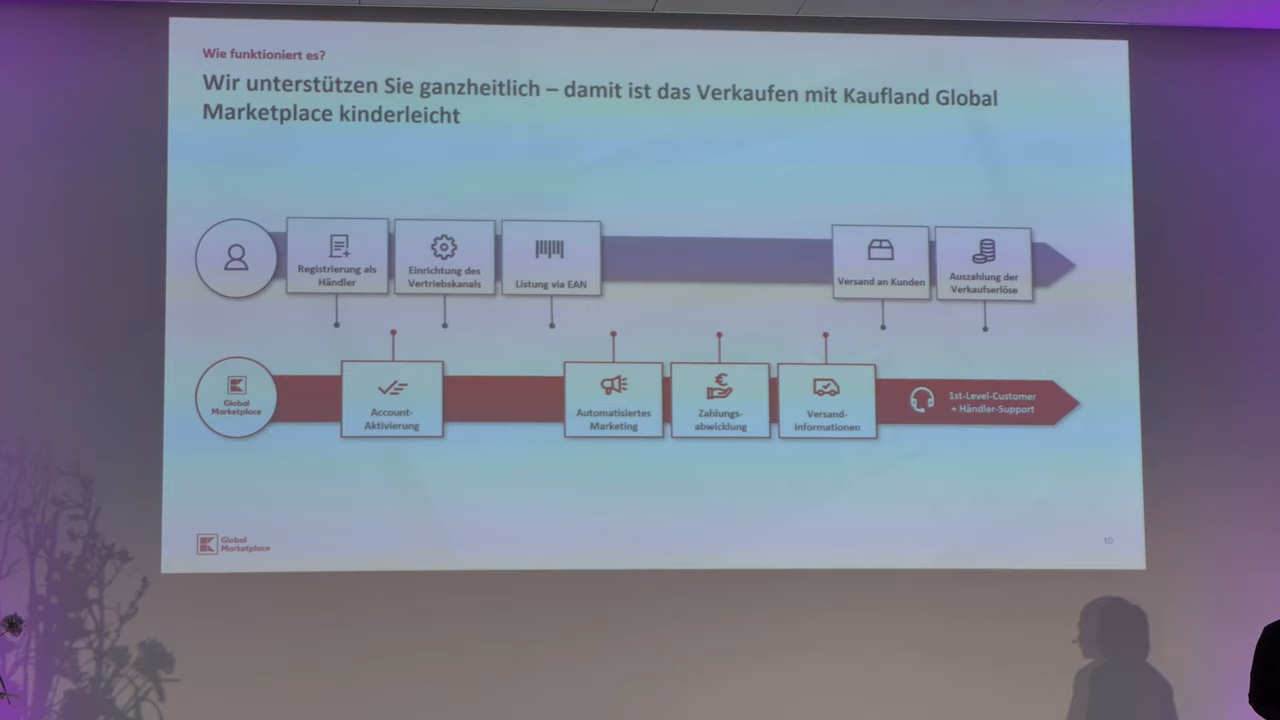 Wie funktioniert es?
Wir unterstützen Sie ganzheitlich – damit ist das Verkaufen mit Kaufland Global
Marketplace kinderleicht
Registrierung als
Händler
Einrichtung des
Vertriebskanals
Listung via EAN
Versand an Kunden
Auszahlung der
Verkaufserlöse
Global
Marketplace
Account-
Aktivierung
Automatisiertes
Marketing
Zahlungs-
abwicklung
Versand-
informationen
1st-Level-Customer
+ Händler-Support
Global
Marketplace
10